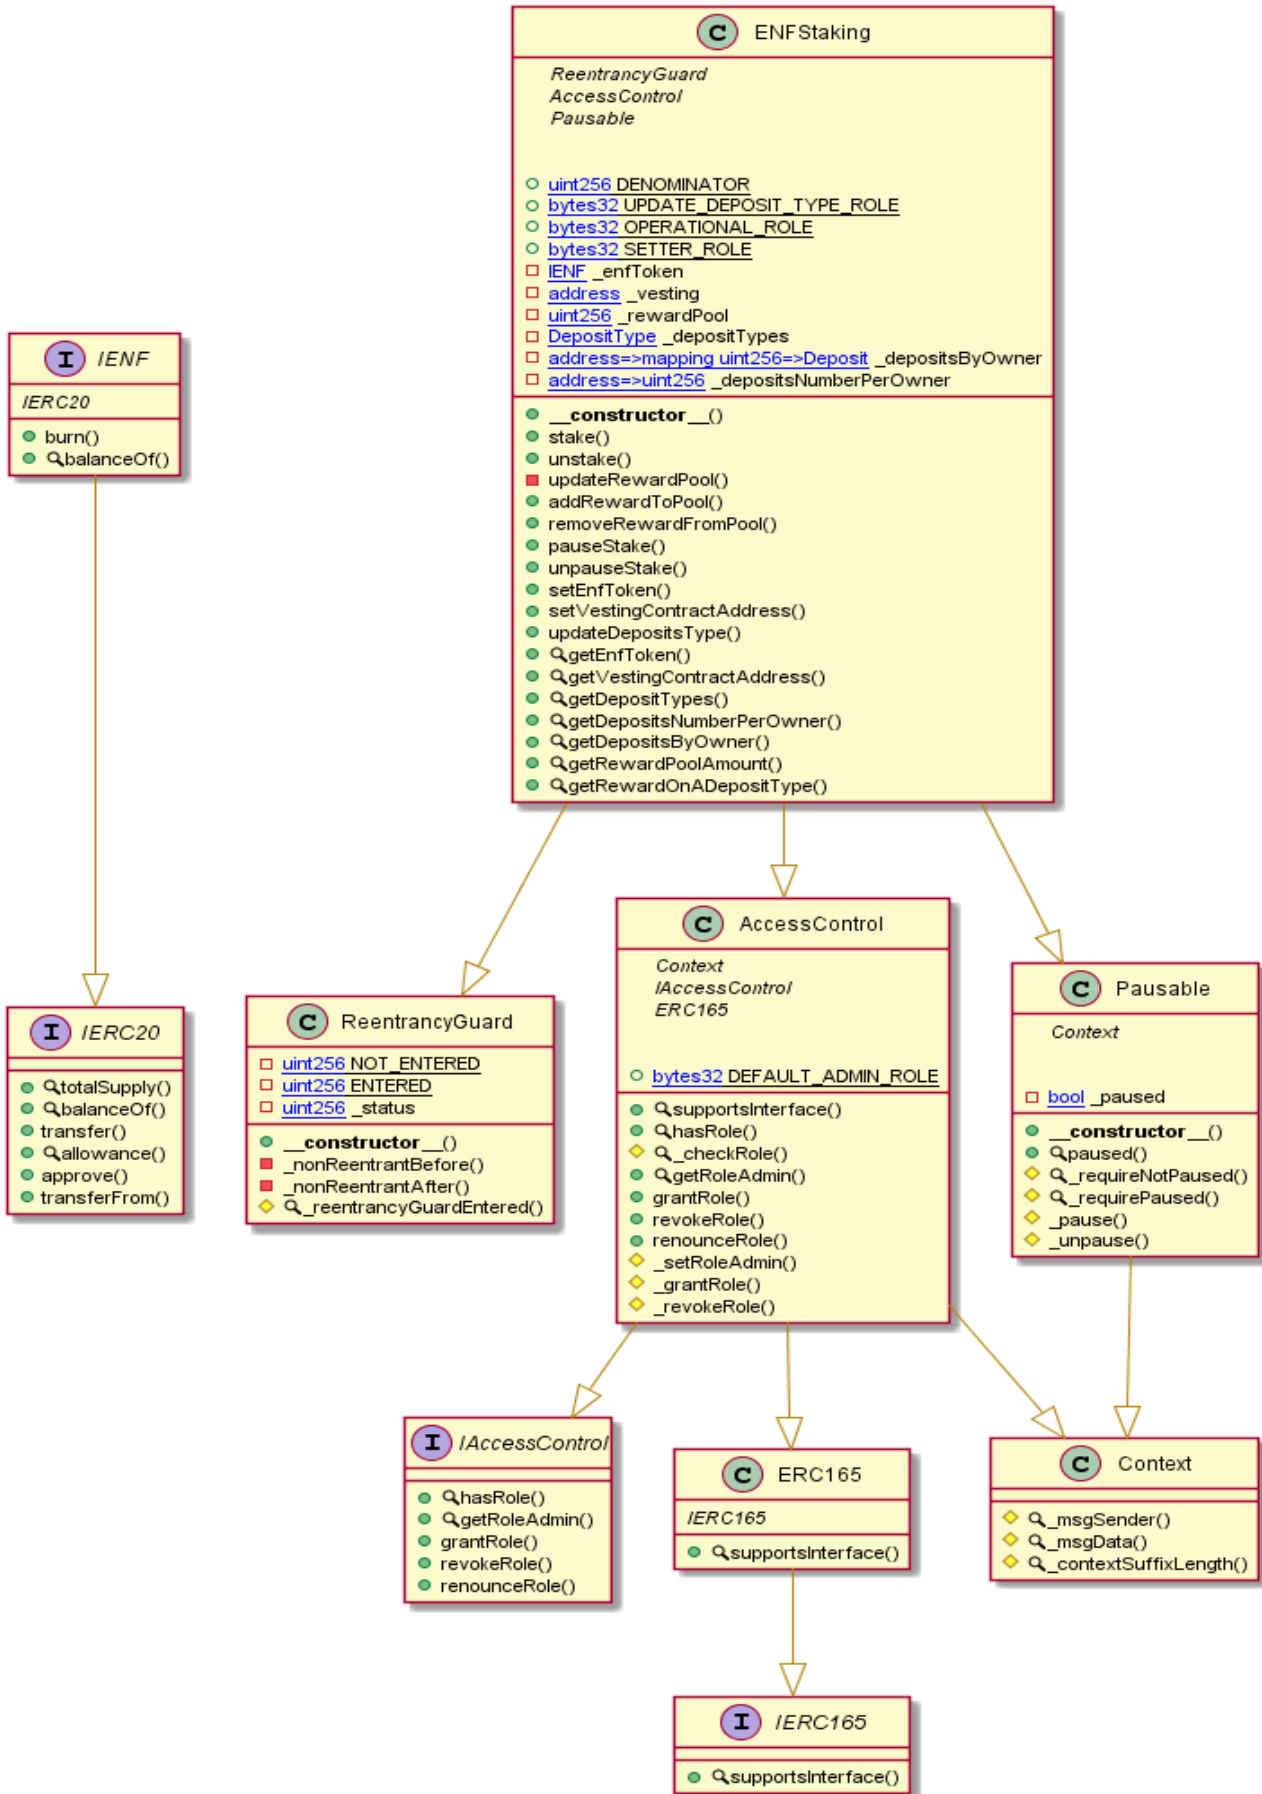 C ENFStaking
ReentrancyGuard
AccessControl
Pausable
uint256 DENOMINATOR
bytes32 UPDATE_DEPOSIT_TYPE_ROLE
bytes32 OPERATIONAL_ROLE
bytes32 SETTER_ROLE
IENF _enfToken
address _vesting
uint256 _rewardPool
DepositType _depositTypes
address=>mapping uint256=>Deposit _depositsByOwner
address=>uint256 _depositsNumberPerOwner
__constructor__()
stake()
unstake()
updateRewardPool()
addRewardToPool()
removeRewardFromPool()
pauseStake()
unpauseStake()
setEnfToken()
setVestingContractAddress()
updateDepositsType()
getEnfToken()
getVestingContractAddress()
getDepositTypes()
getDepositsNumberPerOwner()
getDepositsByOwner()
getRewardPoolAmount()
getRewardOnADepositType()
I IENF
IERC20
burn()
balanceOf()
I IERC20
totalSupply()
balanceOf()
transfer()
allowance()
approve()
transferFrom()
C ReentrancyGuard
uint256 NOT_ENTERED
uint256 ENTERED
uint256 _status
__constructor__()
_nonReentrantBefore()
_nonReentrantAfter()
_reentrancyGuardEntered()
C AccessControl
Context
IAccessControl
ERC165
bytes32 DEFAULT_ADMIN_ROLE
supportsInterface()
hasRole()
_checkRole()
getRoleAdmin()
grantRole()
revokeRole()
renounceRole()
_setRoleAdmin()
_grantRole()
_revokeRole()
C Pausable
Context
bool _paused
__constructor__()
paused()
_requireNotPaused()
_requirePaused()
_pause()
_unpause()
I IAccessControl
hasRole()
getRoleAdmin()
grantRole()
revokeRole()
renounceRole()
C ERC165
IERC165
supportsInterface()
C Context
_msgSender()
_msgData()
_contextSuffixLength()
I IERC165
supportsInterface()